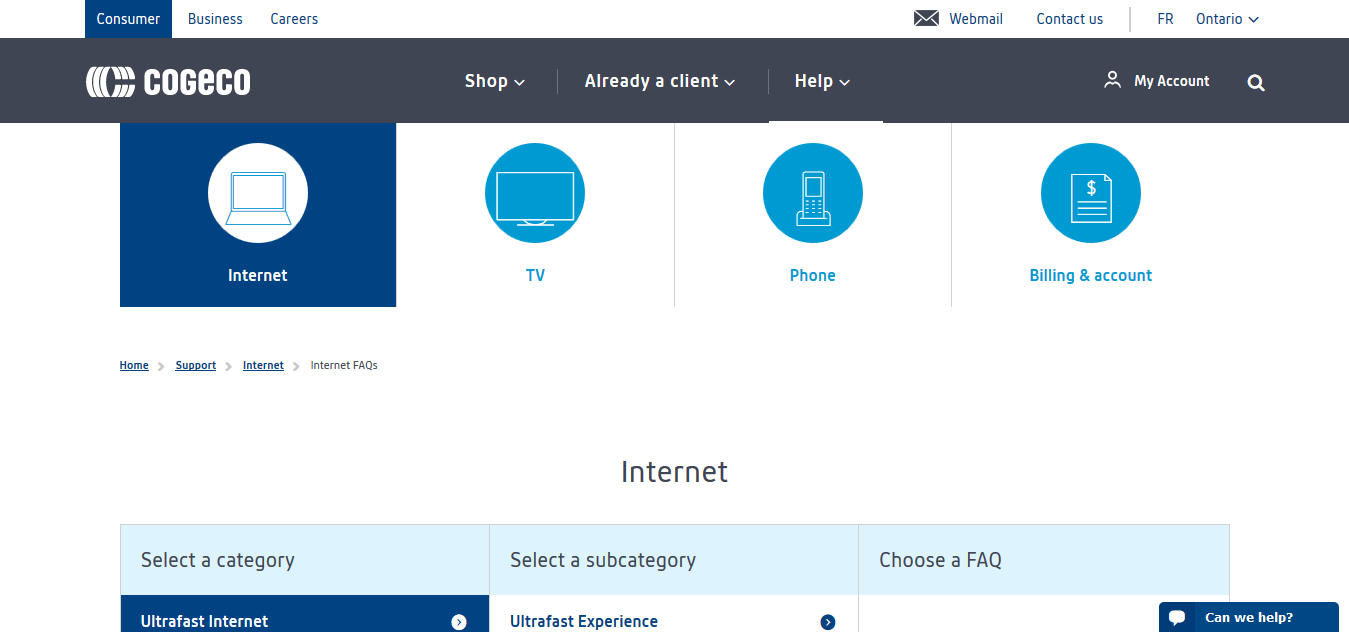 Consumer Business Careers Webmail Contact us FR Ontario
COGECO Shop Already a client Help My Account
$
Internet TV Phone Billing & account
Home Support Internet Internet FAQs
Internet
Select a category Select a subcategory Choose a FAQ
Ultrafast Internet Ultrafast Experience
Can we help?